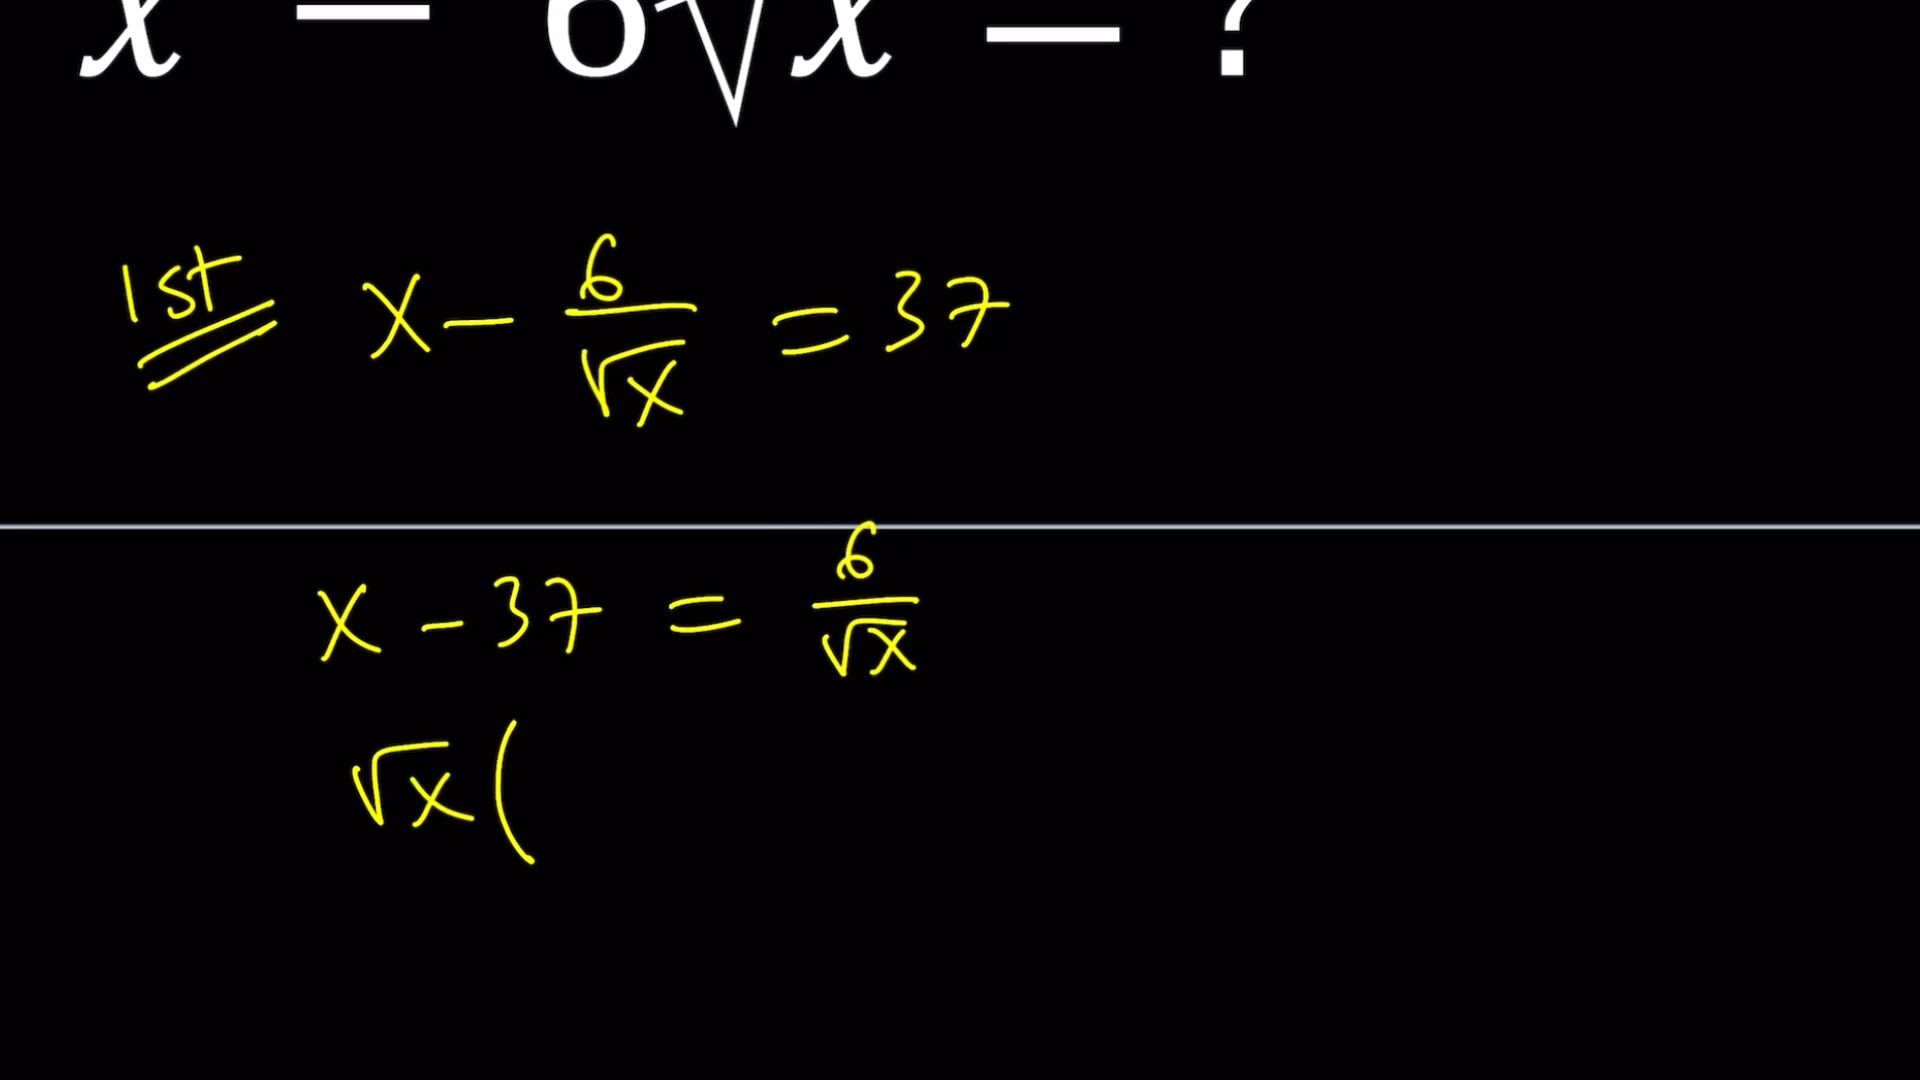 x − 6√x = ?
1st x − 6/√x = 37
x − 37 = 6/√x
√x (